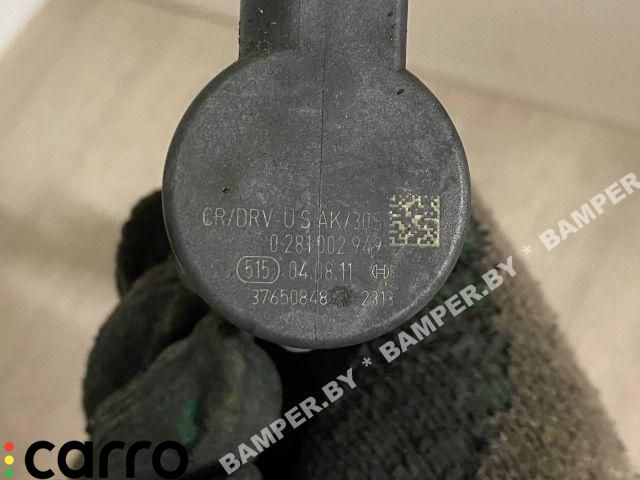 CR/DRV U S AK/30S
0 281 002 949
515 04.08.11
37650848 2313
BAMPER.BY * BAMPER.BY * BAMPER.BY * BAMPER.BY
carro